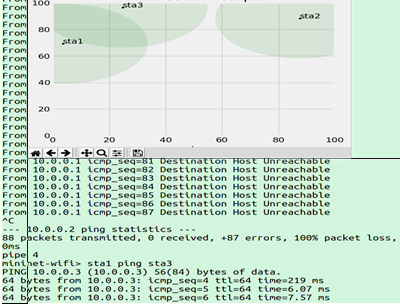 From
100
sta3
sta2
From
From
80
From
sta1
From
From
60
From
From
40
From
From
20
From
From
0
0
20
40
60
80
100
From
From 10.0.0.1 icmp_seq=81 Destination Host Unreachable
From 10.0.0.1 icmp_seq=82 Destination Host Unreachable
From 10.0.0.1 icmp_seq=83 Destination Host Unreachable
From 10.0.0.1 icmp_seq=84 Destination Host Unreachable
From 10.0.0.1 icmp_seq=85 Destination Host Unreachable
From 10.0.0.1 icmp_seq=86 Destination Host Unreachable
From 10.0.0.1 icmp_seq=87 Destination Host Unreachable
^C
--- 10.0.0.2 ping statistics ---
88 packets transmitted, 0 received, +87 errors, 100% packet loss,
0ms
pipe 4
mininet-wifi> sta1 ping sta3
PING 10.0.0.3 (10.0.0.3) 56(84) bytes of data.
64 bytes from 10.0.0.3: icmp_seq=4 ttl=64 time=219 ms
64 bytes from 10.0.0.3: icmp_seq=5 ttl=64 time=6.07 ms
64 bytes from 10.0.0.3: icmp_seq=6 ttl=64 time=7.57 ms